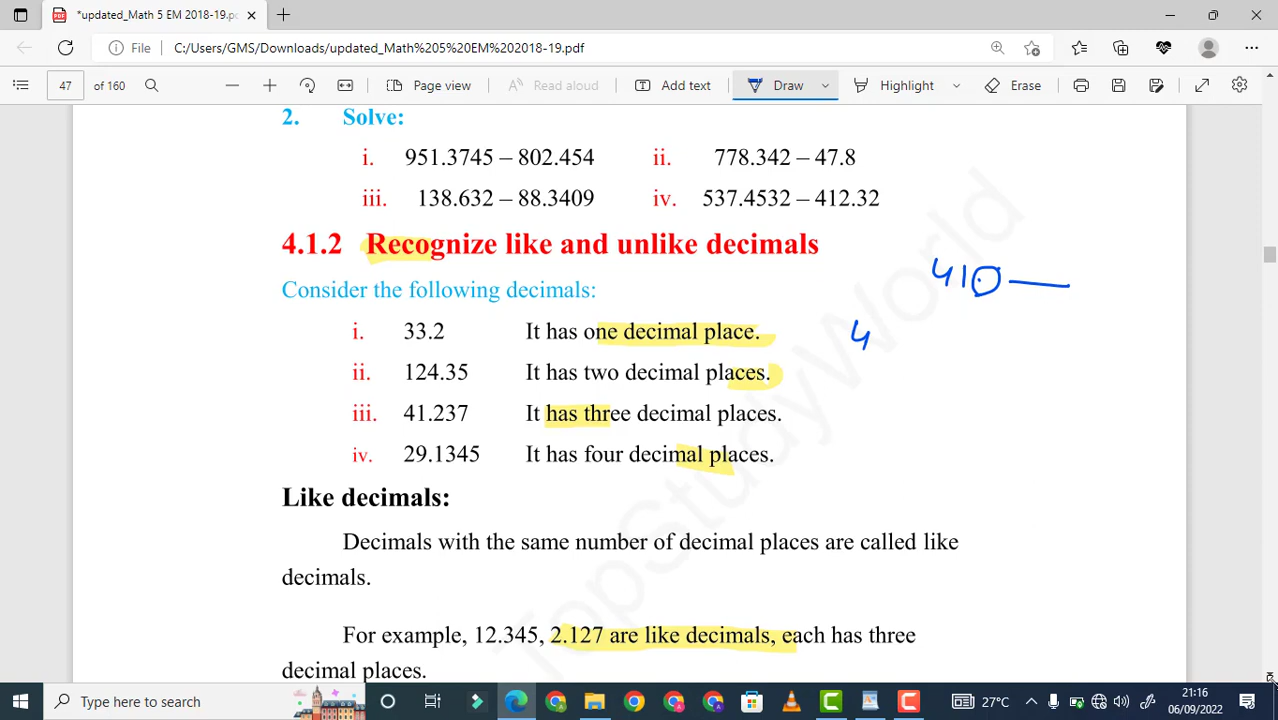 *updated_Math 5 EM 2018-19.pdf
File C:/Users/GMS/Downloads/updated_Math%205%20EM%202018-19.pdf
47 of 160 Page view Read aloud Add text Draw Highlight Erase
2. Solve:
i. 951.3745 – 802.454 ii. 778.342 – 47.8
iii. 138.632 – 88.3409 iv. 537.4532 – 412.32
4.1.2 Recognize like and unlike decimals
Consider the following decimals:
i. 33.2 It has one decimal place.
ii. 124.35 It has two decimal places.
iii. 41.237 It has three decimal places.
iv. 29.1345 It has four decimal places.
41
4
Like decimals:
Decimals with the same number of decimal places are called like
decimals.
For example, 12.345, 2.127 are like decimals, each has three
decimal places.
TopStudyWorld
TopStudyWorld
Type here to search 27°C 21:16
06/09/2022